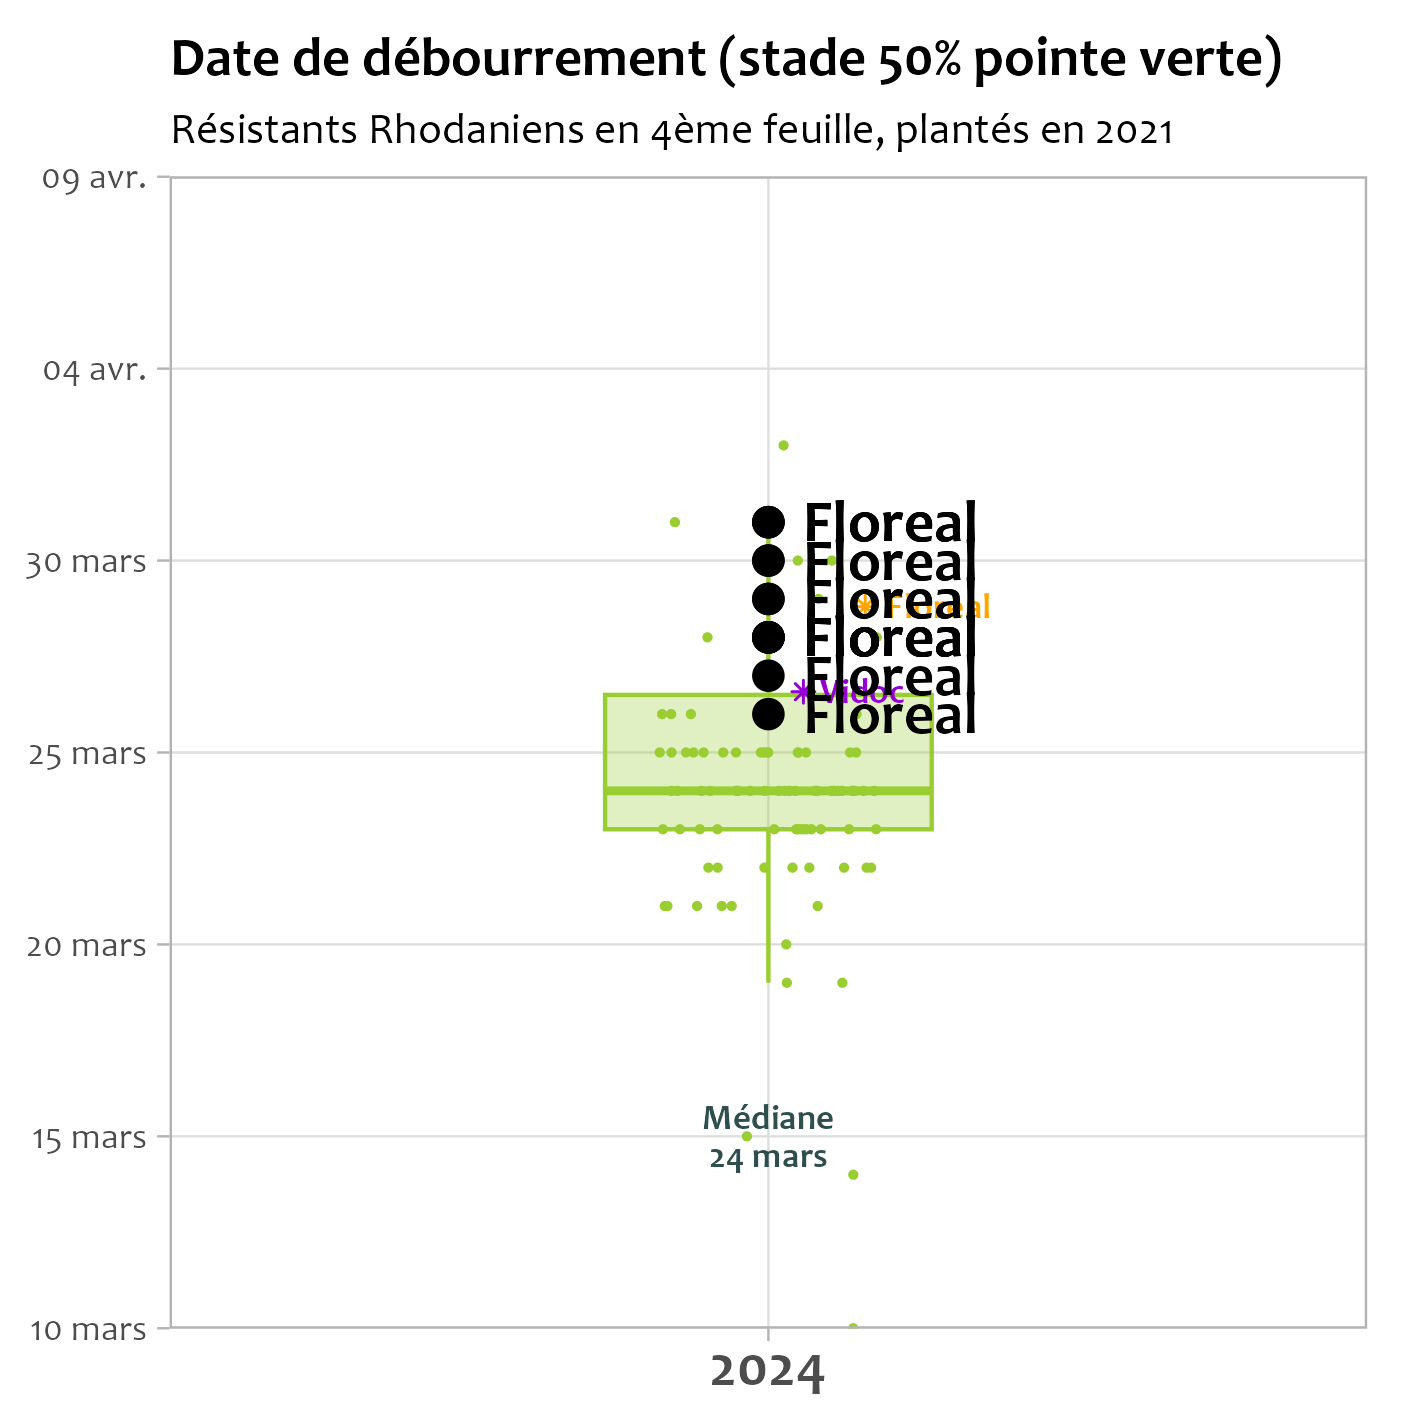 Date de débourrement (stade 50% pointe verte)
Résistants Rhodaniens en 4ème feuille, plantés en 2021
09 avr.
04 avr.
30 mars
25 mars
20 mars
15 mars
10 mars
Floreal
Floreal
Floreal
Floreal
Floreal
Floreal
Floreal
Vidoc
Médiane
24 mars
2024